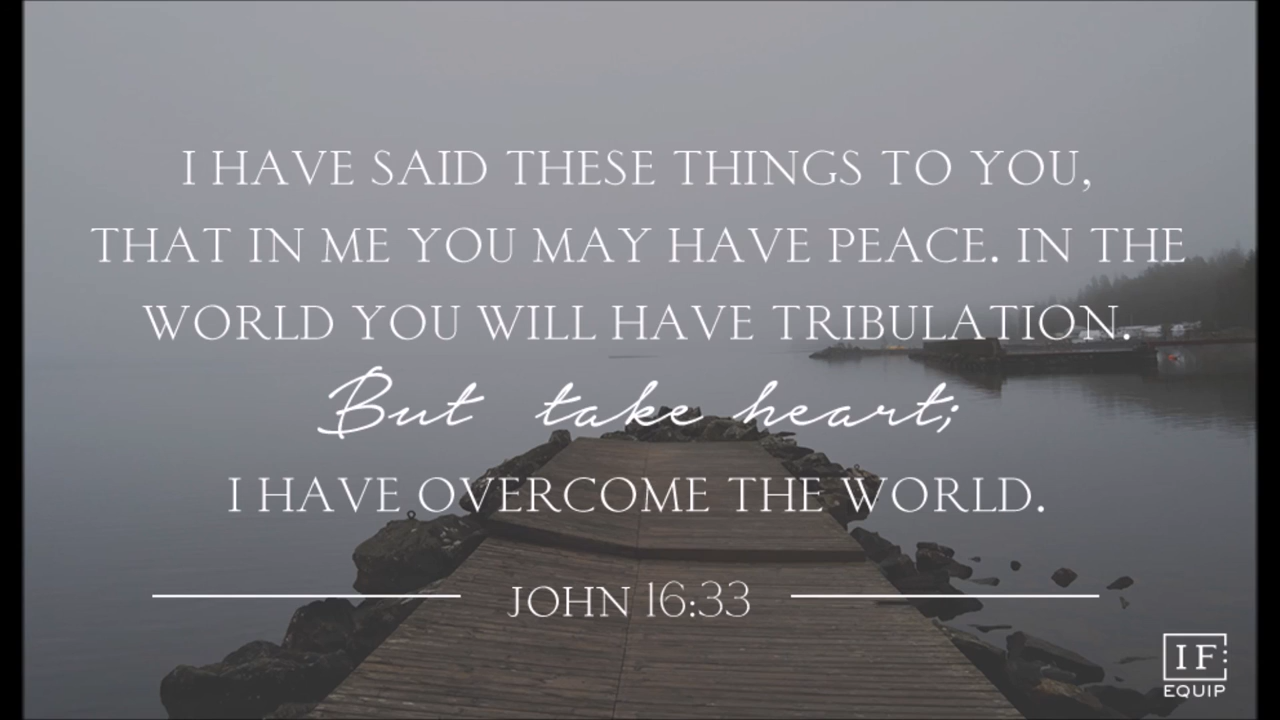 I HAVE SAID THESE THINGS TO YOU,
THAT IN ME YOU MAY HAVE PEACE. IN THE
WORLD YOU WILL HAVE TRIBULATION.
But take heart;
I HAVE OVERCOME THE WORLD.
JOHN 16:33
IF:
EQUIP